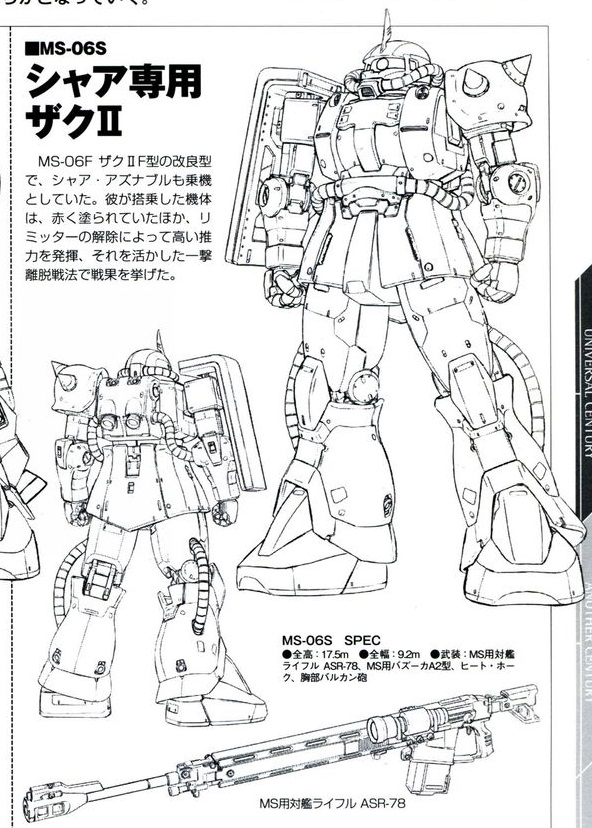 ■MS-06S
シャア専用
ザクⅡ
MS-06F ザクⅡF型の改良型
で、シャア・アズナブルも乗機
としていた。彼が搭乗した機体
は、赤く塗られていたほか、リ
ミッターの解除によって高い推
力を発揮、それを活かした一撃
離脱戦法で戦果を挙げた。
MS-06S SPEC
●全高：17.5m ●全幅：9.2m ●武装：MS用対艦
ライフル ASR-78、MS用バズーカA2型、ヒート・ホー
ク、胸部バルカン砲
MS用対艦ライフル ASR-78
UNIVERSAL CENTURY
ANOTHER CENTURY